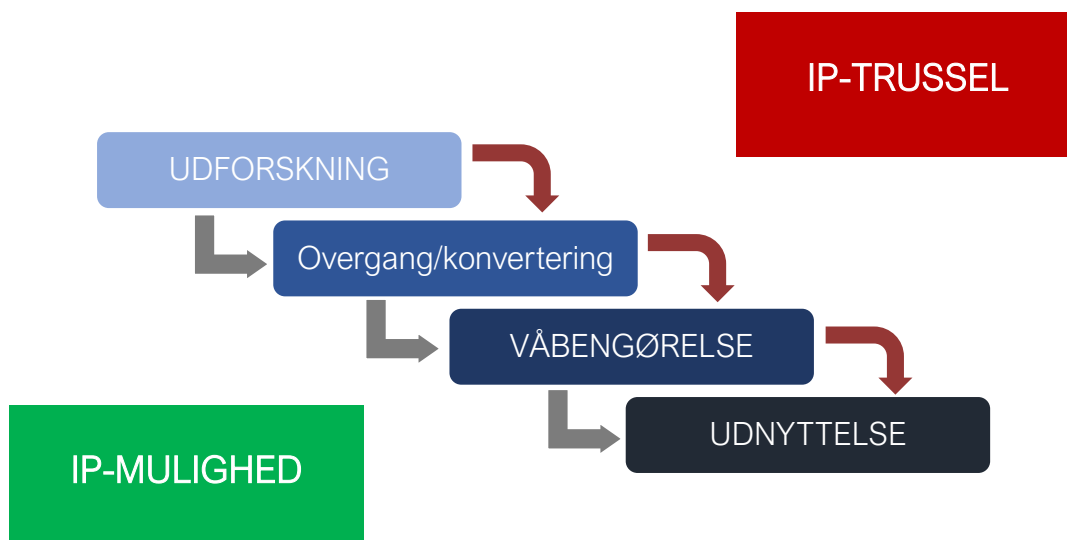 IP-TRUSSEL
UDFORSKNING
Overgang/konvertering
VÅBENGØRELSE
UDNYTTELSE
IP-MULIGHED